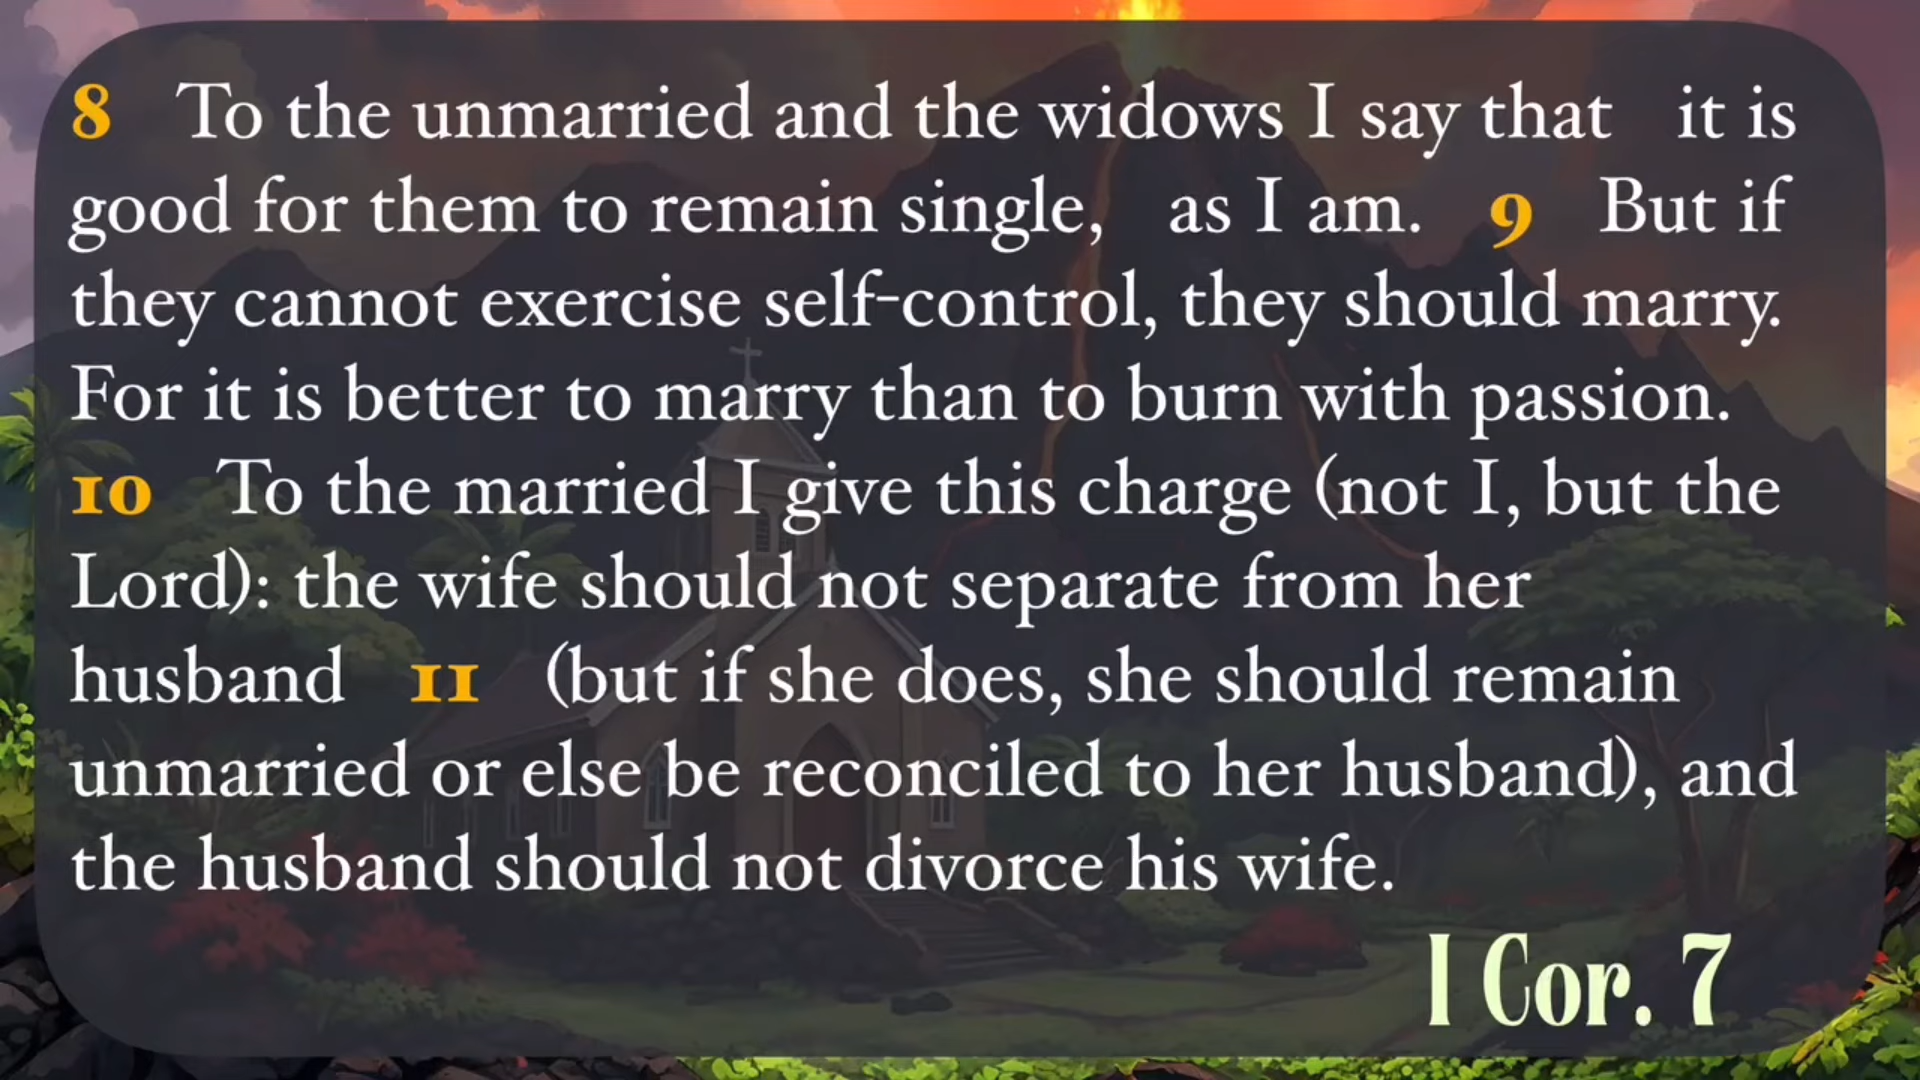 8 To the unmarried and the widows I say that it is
good for them to remain single, as I am. 9 But if
they cannot exercise self-control, they should marry.
For it is better to marry than to burn with passion.
10 To the married I give this charge (not I, but the
Lord): the wife should not separate from her
husband 11 (but if she does, she should remain
unmarried or else be reconciled to her husband), and
the husband should not divorce his wife.
I Cor. 7